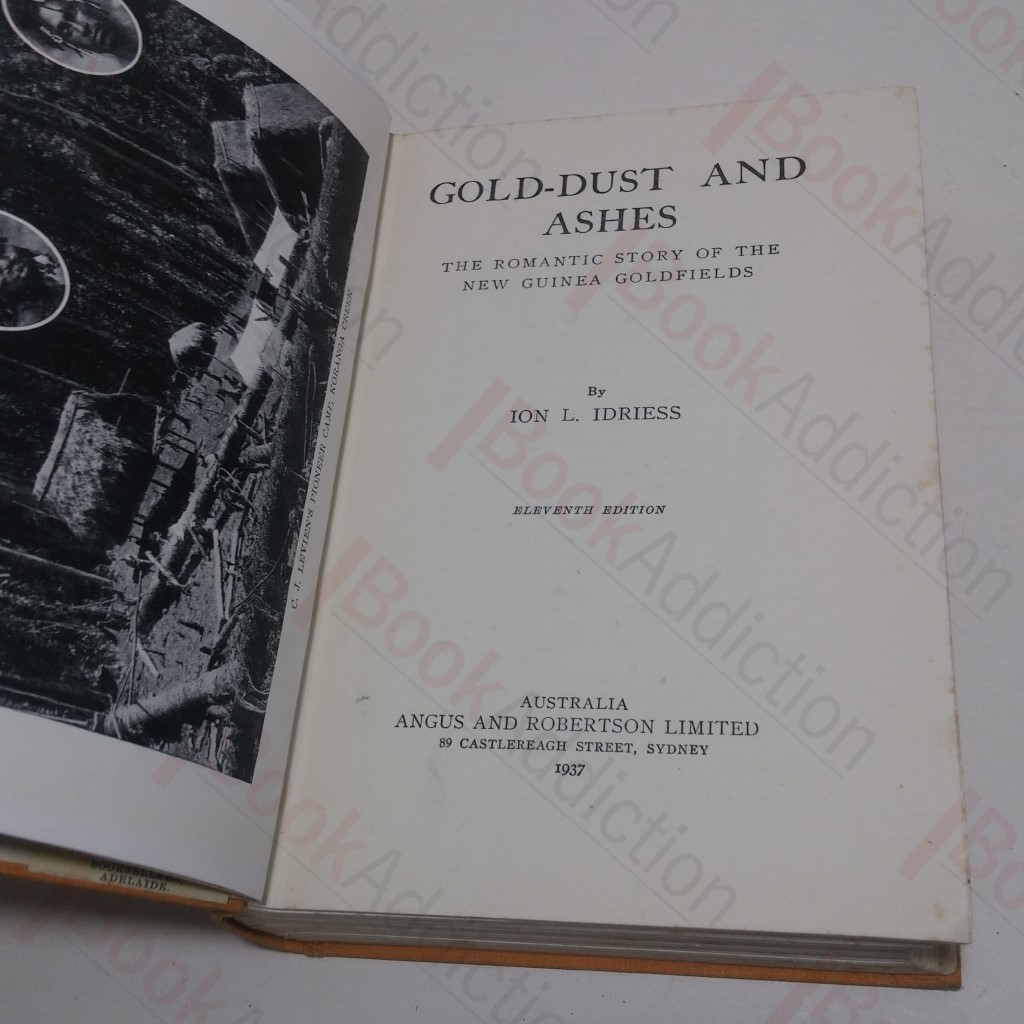 GOLD-DUST AND
ASHES
THE ROMANTIC STORY OF THE
NEW GUINEA GOLDFIELDS
By
ION L. IDRIESS
ELEVENTH EDITION
AUSTRALIA
ANGUS AND ROBERTSON LIMITED
89 CASTLEREAGH STREET, SYDNEY
1937
C. J. LEVIEN'S PIONEER CAMP, KORANGA CREEK
BOOKSELLERS,
ADELAIDE.
BookAddiction